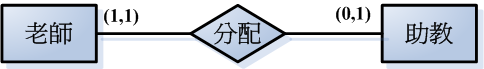 老師 (1,1) 分配 (0,1) 助教